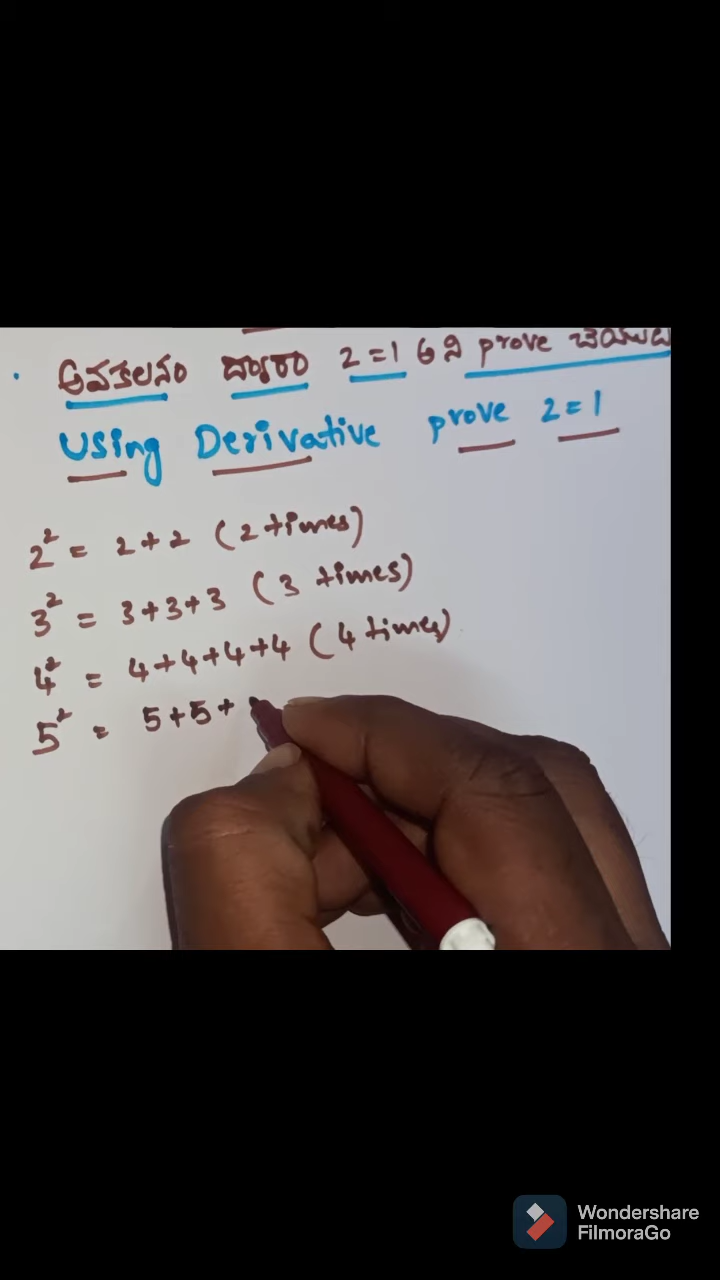 అవకలనం ద్వారా 2=1 అని prove చేయుట
Using Derivative prove 2=1
2² = 2+2 (2 times)
3² = 3+3+3 (3 times)
4² = 4+4+4+4 (4 times)
5² = 5+5+
Wondershare
FilmoraGo